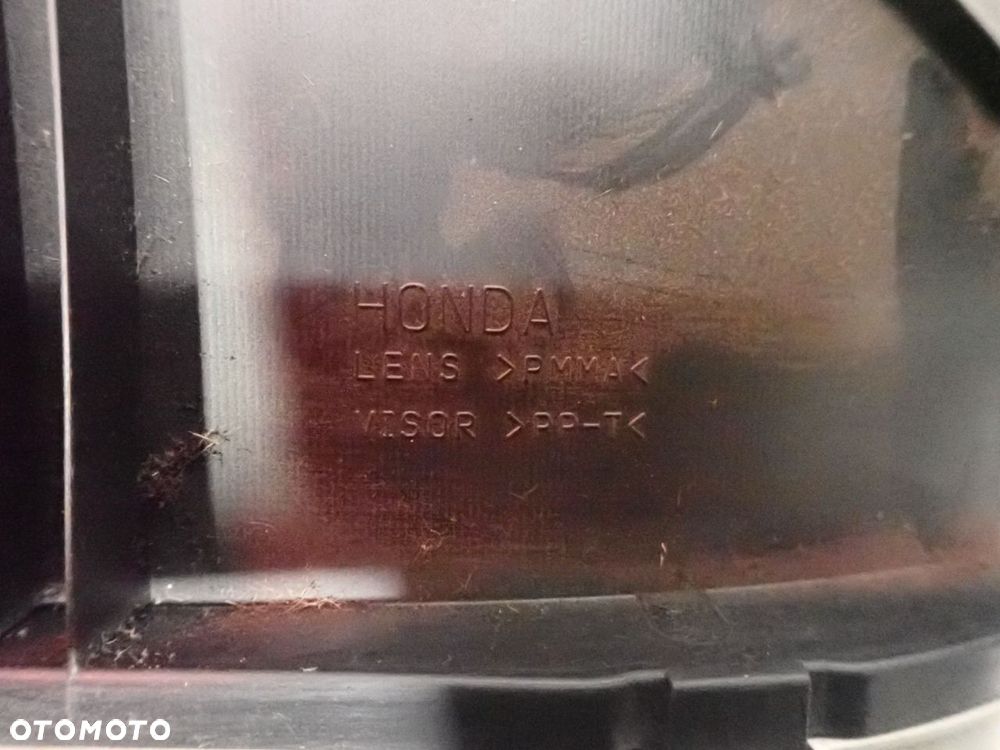 HONDA
LENS >PMMA<
VISOR >PP-T<
OTOMOTO